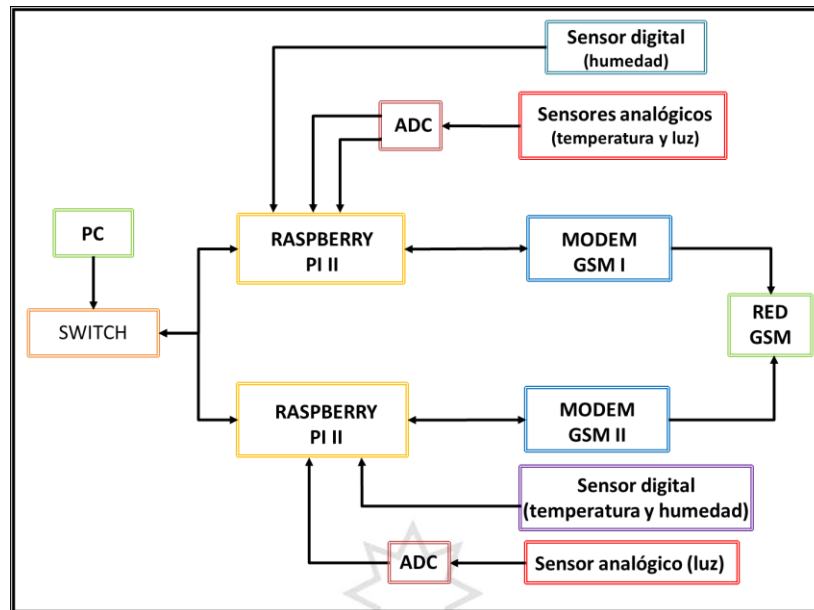 Sensor digital
(humedad)
ADC
Sensores analógicos
(temperatura y luz)
PC
RASPBERRY
PI II
MODEM
GSM I
SWITCH
RED
GSM
RASPBERRY
PI II
MODEM
GSM II
Sensor digital
(temperatura y humedad)
ADC
Sensor analógico (luz)